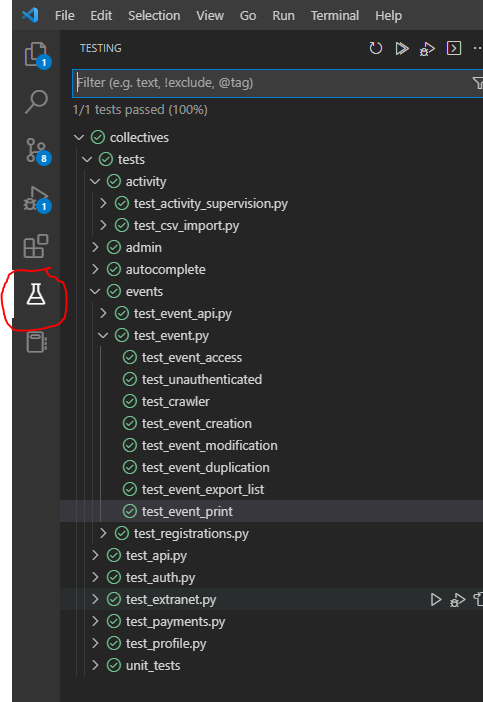 File Edit Selection View Go Run Terminal Help
TESTING
1
Filter (e.g. text, !exclude, @tag)
1/1 tests passed (100%)
collectives
8
tests
activity
1
test_activity_supervision.py
test_csv_import.py
admin
autocomplete
events
test_event_api.py
test_event.py
test_event_access
test_unauthenticated
test_crawler
test_event_creation
test_event_modification
test_event_duplication
test_event_export_list
test_event_print
test_registrations.py
test_api.py
test_auth.py
test_extranet.py
test_payments.py
test_profile.py
unit_tests